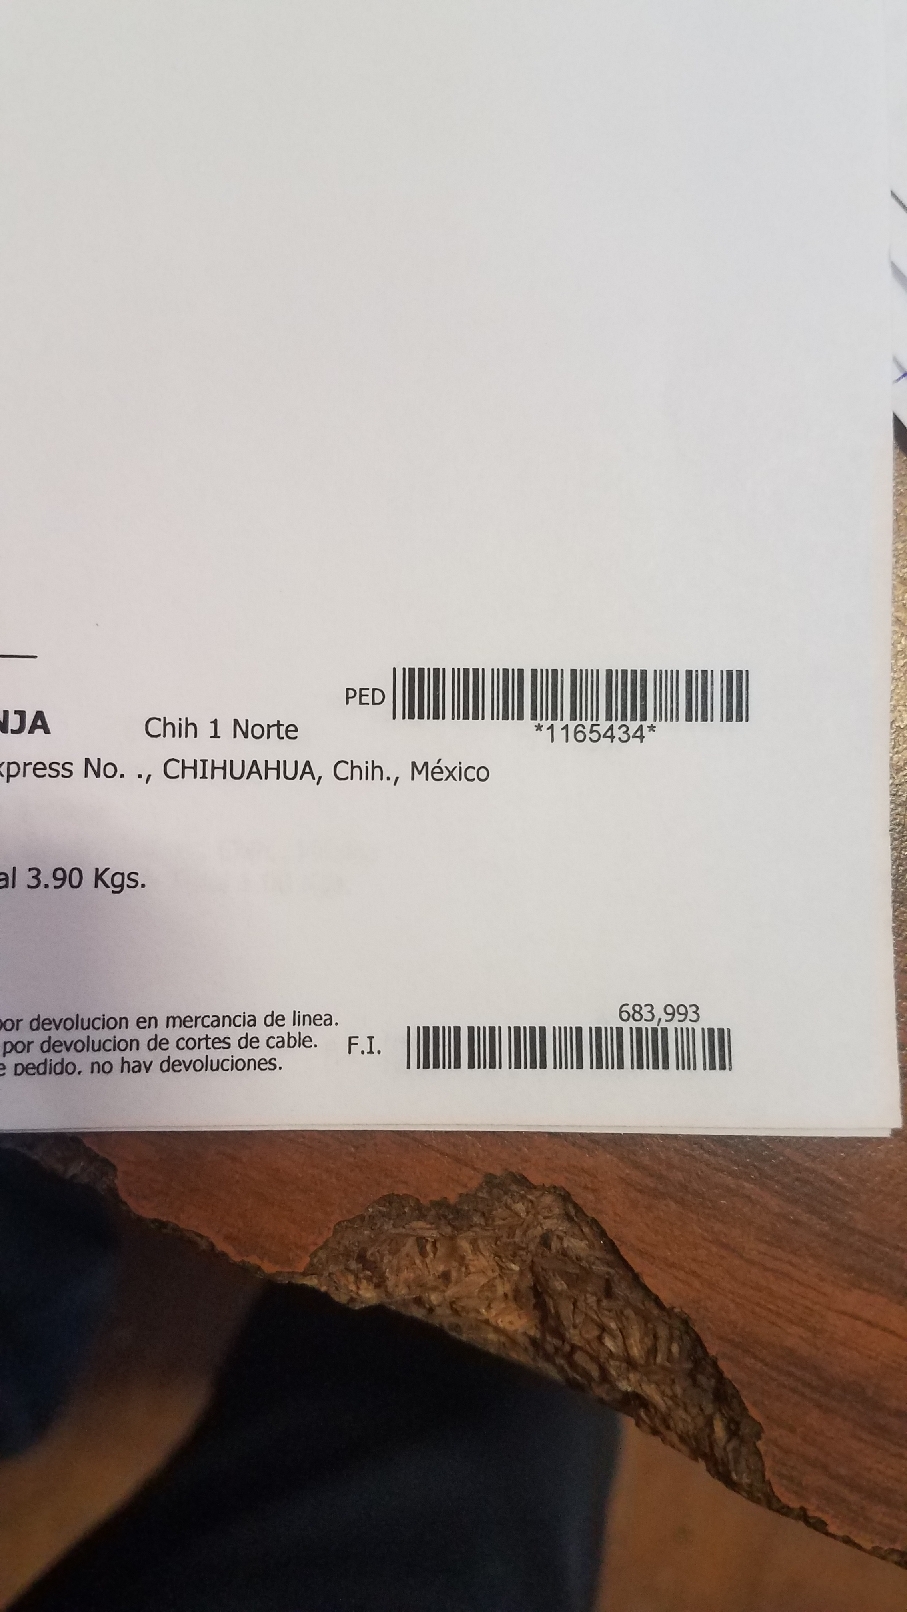 PED
*1165434*
NJA Chih 1 Norte
xpress No. ., CHIHUAHUA, Chih., México
al 3.90 Kgs.
683,993
por devolucion en mercancia de linea.
por devolucion de cortes de cable.
F.I.
e pedido, no hay devoluciones.